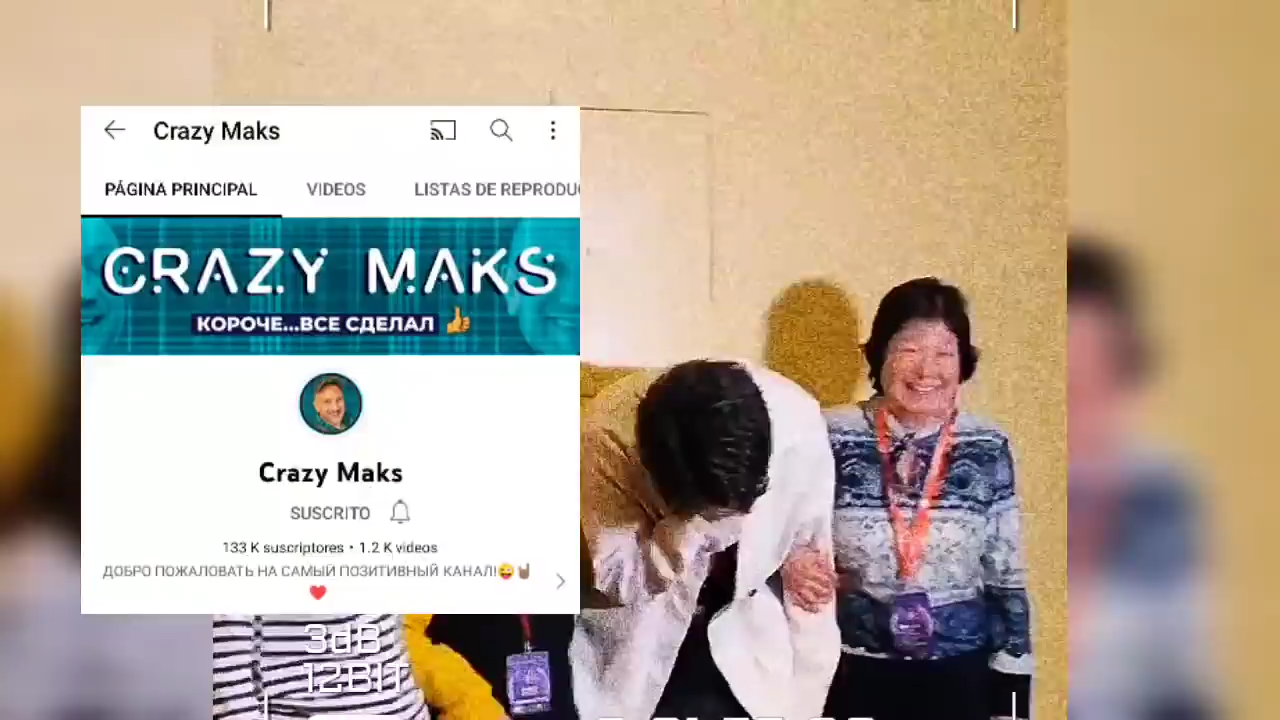 Crazy Maks
PÁGINA PRINCIPAL VIDEOS LISTAS DE REPRODU
CRAZY MAKS
КОРОЧЕ...ВСЕ СДЕЛАЛ 👍
Crazy Maks
SUSCRITO
133 K suscriptores • 1.2 K videos
ДОБРО ПОЖАЛОВАТЬ НА САМЫЙ ПОЗИТИВНЫЙ КАНАЛ!😜🤘
❤️
3dB
12BIT